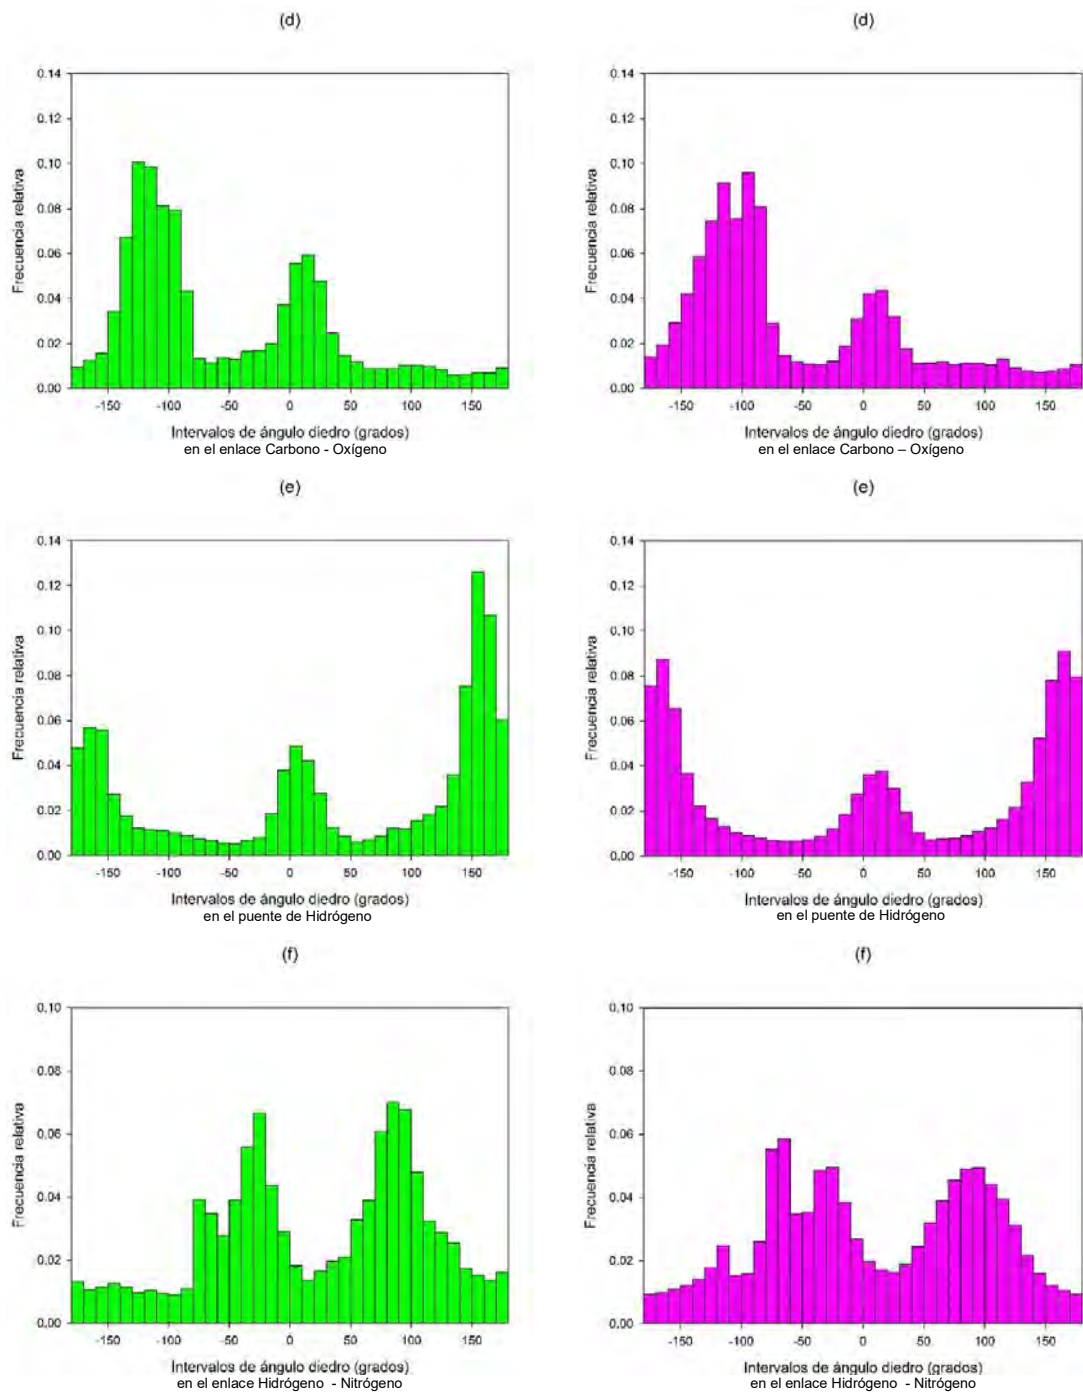 (d)
(d)
0.14
0.12
0.10
0.08
0.06
0.04
0.02
0.00
Frecuencia relativa
-150 -100 -50 0 50 100 150
Intervalos de ángulo diedro (grados)
en el enlace Carbono - Oxígeno
0.14
0.12
0.10
0.08
0.06
0.04
0.02
0.00
Frecuencia relativa
-150 -100 -50 0 50 100 150
Intervalos de ángulo diedro (grados)
en el enlace Carbono – Oxígeno
(e)
(e)
0.14
0.12
0.10
0.08
0.06
0.04
0.02
0.00
Frecuencia relativa
-150 -100 -50 0 50 100 150
Intervalos de ángulo diedro (grados)
en el puente de Hidrógeno
0.14
0.12
0.10
0.08
0.06
0.04
0.02
0.00
Frecuencia relativa
-150 -100 -50 0 50 100 150
Intervalos de ángulo diedro (grados)
en el puente de Hidrógeno
(f)
(f)
0.10
0.08
0.06
0.04
0.02
0.00
Frecuencia relativa
-150 -100 -50 0 50 100 150
Intervalos de ángulo diedro (grados)
en el enlace Hidrógeno - Nitrógeno
0.10
0.08
0.06
0.04
0.02
0.00
Frecuencia relativa
-150 -100 -50 0 50 100 150
Intervalos de ángulo diedro (grados)
en el enlace Hidrógeno - Nitrógeno